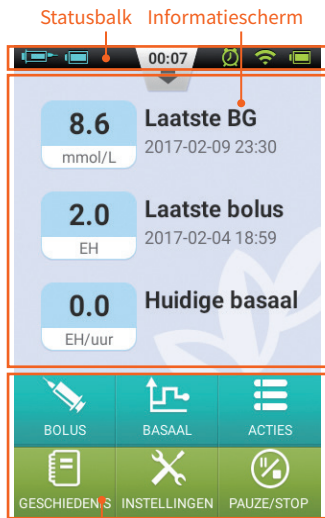 Statusbalk Informatiescherm
00:07
8.6 Laatste BG
mmol/L 2017-02-09 23:30
2.0 Laatste bolus
EH 2017-02-04 18:59
0.0 Huidige basaal
EH/uur
BOLUS BASAAL ACTIES
GESCHIEDENIS INSTELLINGEN PAUZE/STOP